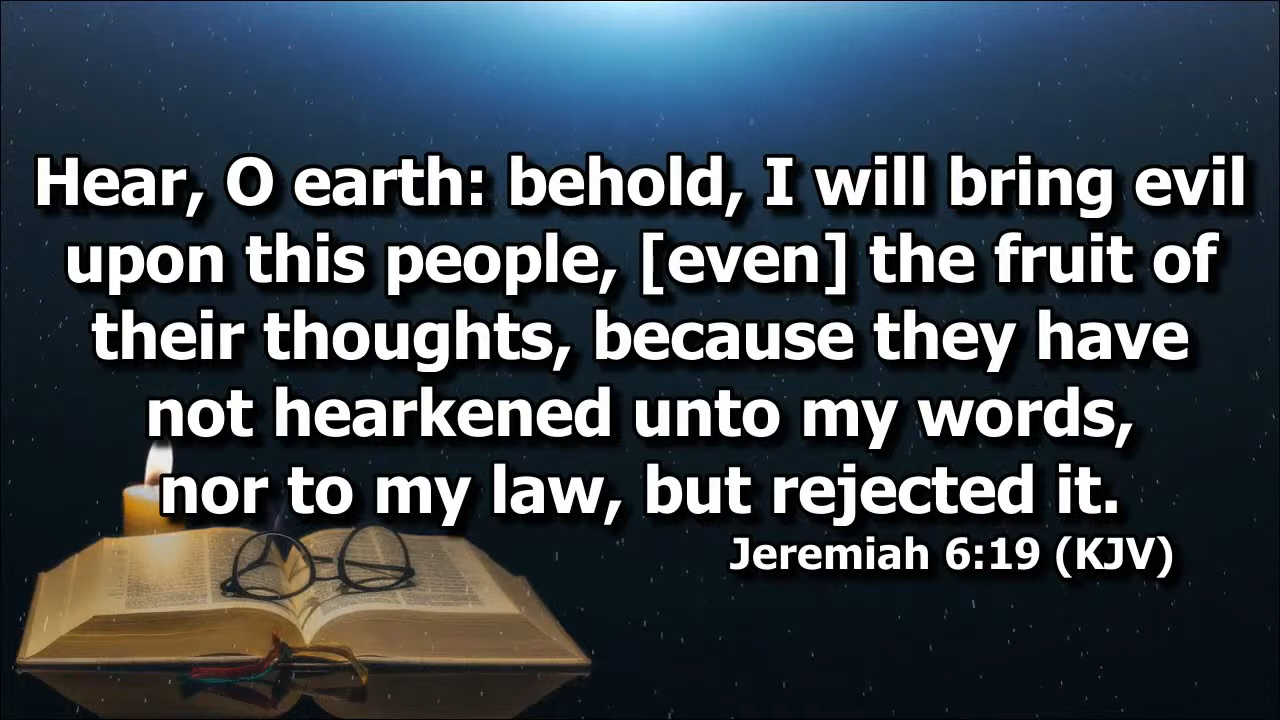 Hear, O earth: behold, I will bring evil
upon this people, [even] the fruit of
their thoughts, because they have
not hearkened unto my words,
nor to my law, but rejected it.
Jeremiah 6:19 (KJV)